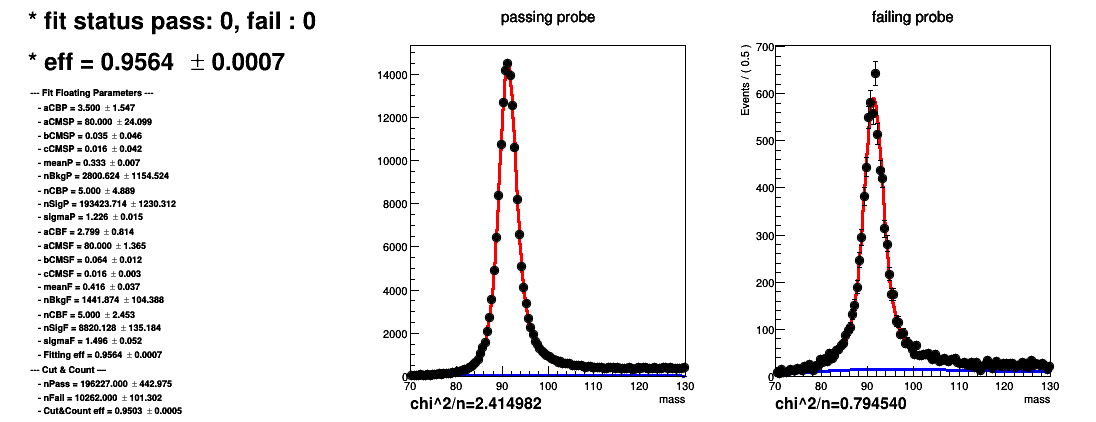 * fit status pass: 0, fail : 0
* eff = 0.9564 ± 0.0007
--- Fit Floating Parameters ---
- aCBP = 3.500 ± 1.547
- aCMSP = 80.000 ± 24.099
- bCMSP = 0.035 ± 0.046
- cCMSP = 0.016 ± 0.042
- meanP = 0.333 ± 0.007
- nBkgP = 2800.624 ± 1154.524
- nCBP = 5.000 ± 4.889
- nSigP = 193423.714 ± 1230.312
- sigmaP = 1.226 ± 0.015
- aCBF = 2.799 ± 0.814
- aCMSF = 80.000 ± 1.365
- bCMSF = 0.064 ± 0.012
- cCMSF = 0.016 ± 0.003
- meanF = 0.416 ± 0.037
- nBkgF = 1441.874 ± 104.388
- nCBF = 5.000 ± 2.453
- nSigF = 8820.128 ± 135.184
- sigmaF = 1.496 ± 0.052
- Fitting eff = 0.9564 ± 0.0007
--- Cut & Count ---
- nPass = 196227.000 ± 442.975
- nFail = 10262.000 ± 101.302
- Cut&Count eff = 0.9503 ± 0.0005
passing probe
14000
12000
10000
8000
6000
4000
2000
0
70 80 90 100 110 120 130
mass
chi^2/n=2.414982
failing probe
Events / ( 0.5 )
700
600
500
400
300
200
100
0
70 80 90 100 110 120 130
mass
chi^2/n=0.794540